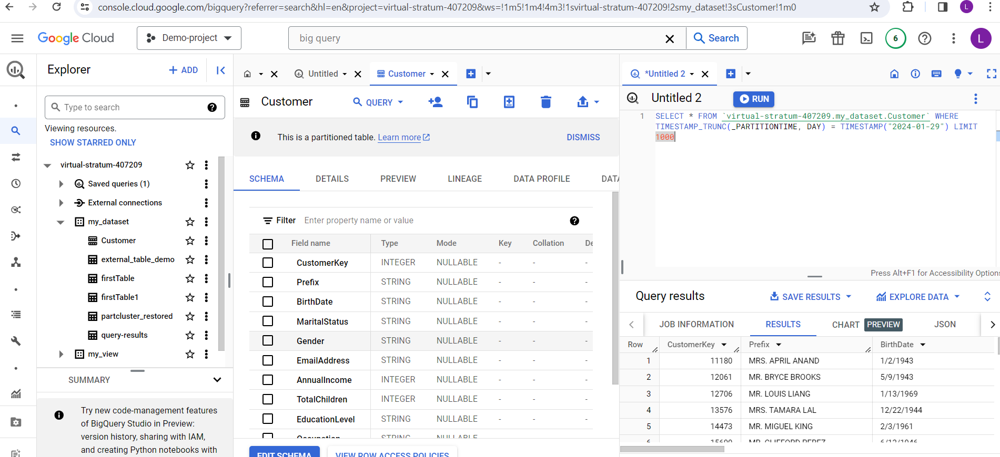 console.cloud.google.com/bigquery?referrer=search&hl=en&project=virtual-stratum-407209&ws=!1m5!1m4!4m3!1svirtual-stratum-407209!2smy_dataset!3sCustomer!1m0
L
Google Cloud
Demo-project
big query
Search
6
L
Explorer
ADD
Type to search
Viewing resources.
SHOW STARRED ONLY
virtual-stratum-407209
Saved queries (1)
External connections
my_dataset
Customer
external_table_demo
firstTable
firstTable1
partcluster_restored
query-results
my_view
SUMMARY
Try new code-management features
of BigQuery Studio in Preview:
version history, sharing with IAM,
and creating Python notebooks with
Untitled
Customer
Customer
QUERY
This is a partitioned table. Learn more
DISMISS
SCHEMA DETAILS PREVIEW LINEAGE DATA PROFILE DATA
Filter Enter property name or value
Field name Type Mode Key Collation De
CustomerKey INTEGER NULLABLE - - -
Prefix STRING NULLABLE - - -
BirthDate STRING NULLABLE - - -
MaritalStatus STRING NULLABLE - - -
Gender STRING NULLABLE - - -
EmailAddress STRING NULLABLE - - -
AnnualIncome INTEGER NULLABLE - - -
TotalChildren INTEGER NULLABLE - - -
EducationLevel STRING NULLABLE - - -
Occupation STRING NULLABLE - - -
EDIT SCHEMA VIEW ROW ACCESS POLICIES
*Untitled 2
Untitled 2
RUN
1 SELECT * FROM `virtual-stratum-407209.my_dataset.Customer` WHERE
TIMESTAMP_TRUNC(_PARTITIONTIME, DAY) = TIMESTAMP("2024-01-29") LIMIT
1000
Press Alt+F1 for Accessibility Options
Query results
SAVE RESULTS
EXPLORE DATA
JOB INFORMATION RESULTS CHART PREVIEW JSON
Row CustomerKey Prefix BirthDate
1 11180 MRS. APRIL ANAND 1/2/1943
2 12061 MR. BRYCE BROOKS 5/9/1943
3 12706 MR. LOUIS LIANG 1/13/1969
4 13576 MRS. TAMARA LAL 12/22/1944
5 14473 MR. MIGUEL KING 2/3/1961
6 MR. CLIFFORD PEREZ